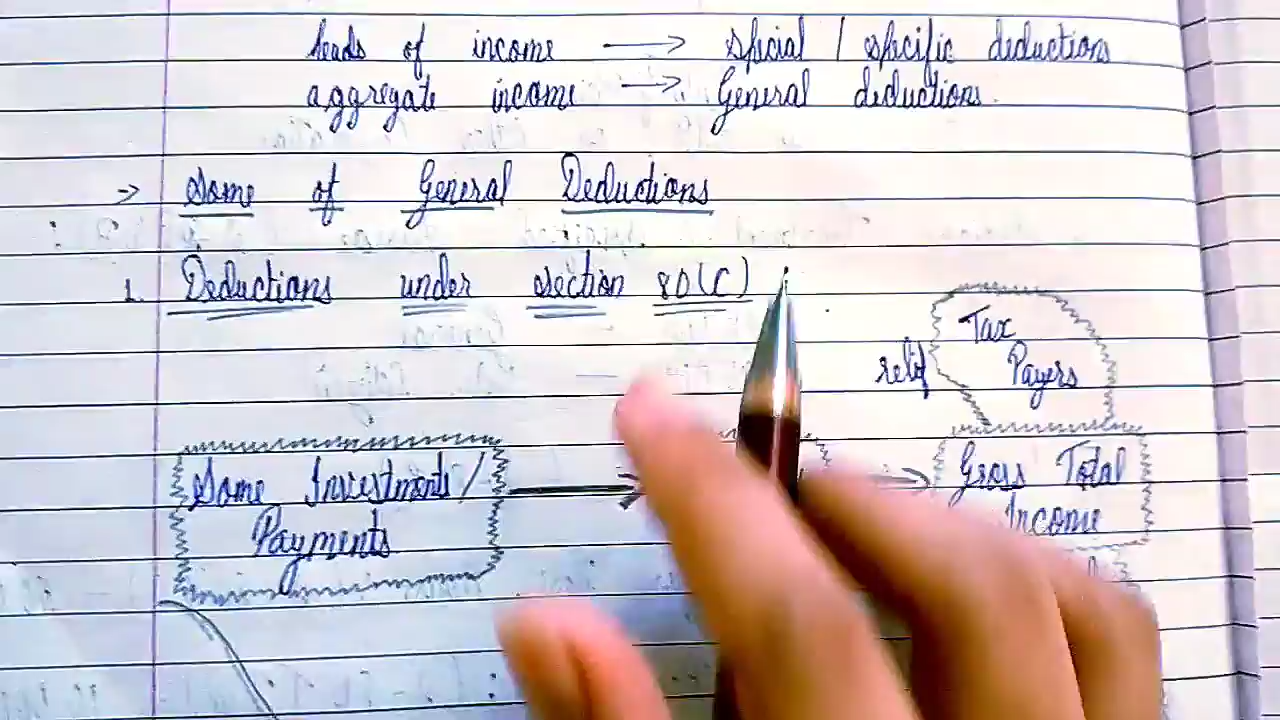 heads of income → special / specific deductions
aggregate income → General deductions.
→ Some of General Deductions
1. Deductions under section 80(C)
Tax
Payers
relif
Some Investments /
Payments
→ Gross Total
Income